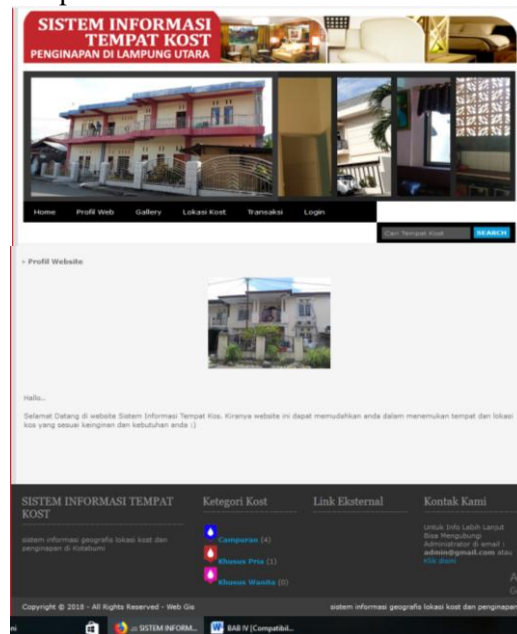 SISTEM INFORMASI
TEMPAT KOST
PENGINAPAN DI LAMPUNG UTARA
Home Profil Web Gallery Lokasi Kost Transaksi Login
Cari Tempat Kost SEARCH
Profil Website
Hallo..
Selamat Datang di website Sistem Informasi Tempat Kos. Kiranya website ini dapat memudahkan anda dalam menemukan tempat dan lokasi
kos yang sesuai keinginan dan kebutuhan anda :)
SISTEM INFORMASI TEMPAT
KOST
sistem informasi geografis lokasi kost dan
penginapan di Kotabumi
Ketegori Kost
Campuran (4)
Khusus Pria (1)
Khusus Wanita (0)
Link Eksternal
Kontak Kami
Untuk Info Lebih Lanjut
Bisa Mengubungi
Administrator di email :
admin@gmail.com atau
Klik disini
Copyright © 2018 - All Rights Reserved - Web Gis
sistem informasi geografis lokasi kost dan penginapan
SISTEM INFORM... BAB IV [Compatibil...